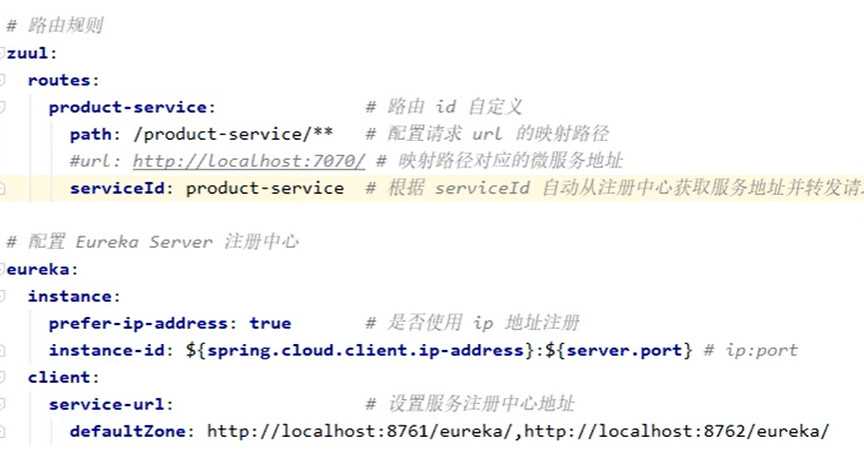 # 路由规则
zuul:
  routes:
    product-service:              # 路由 id 自定义
      path: /product-service/**   # 配置请求 url 的映射路径
      #url: http://localhost:7070/ # 映射路径对应的微服务地址
      serviceId: product-service  # 根据 serviceId 自动从注册中心获取服务地址并转发请
# 配置 Eureka Server 注册中心
eureka:
  instance:
    prefer-ip-address: true       # 是否使用 ip 地址注册
    instance-id: ${spring.cloud.client.ip-address}:${server.port} # ip:port
  client:
    service-url:                  # 设置服务注册中心地址
      defaultZone: http://localhost:8761/eureka/,http://localhost:8762/eureka/